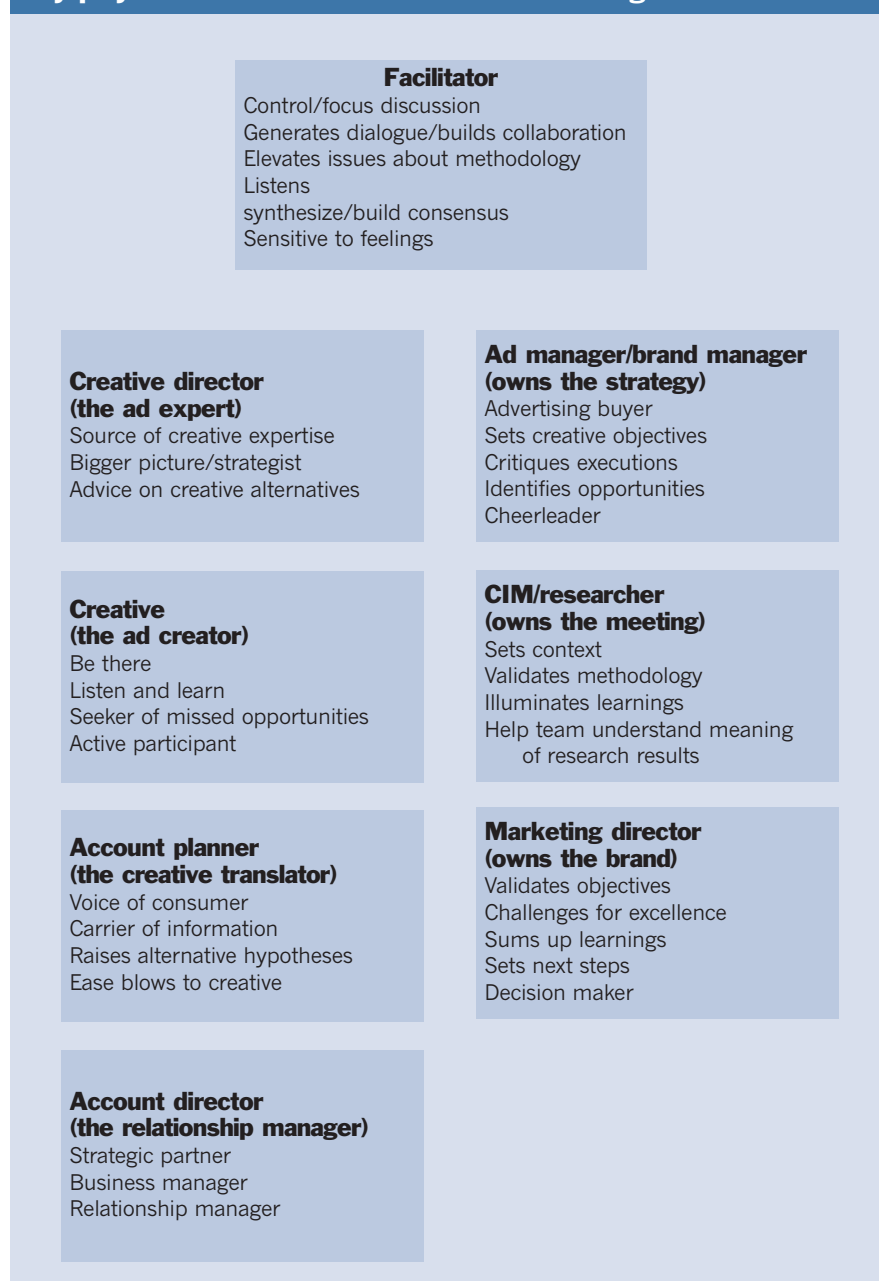 Facilitator
Control/focus discussion
Generates dialogue/builds collaboration
Elevates issues about methodology
Listens
synthesize/build consensus
Sensitive to feelings
Creative director
(the ad expert)
Source of creative expertise
Bigger picture/strategist
Advice on creative alternatives
Creative
(the ad creator)
Be there
Listen and learn
Seeker of missed opportunities
Active participant
Account planner
(the creative translator)
Voice of consumer
Carrier of information
Raises alternative hypotheses
Ease blows to creative
Account director
(the relationship manager)
Strategic partner
Business manager
Relationship manager
Ad manager/brand manager
(owns the strategy)
Advertising buyer
Sets creative objectives
Critiques executions
Identifies opportunities
Cheerleader
CIM/researcher
(owns the meeting)
Sets context
Validates methodology
Illuminates learnings
Help team understand meaning
of research results
Marketing director
(owns the brand)
Validates objectives
Challenges for excellence
Sums up learnings
Sets next steps
Decision maker